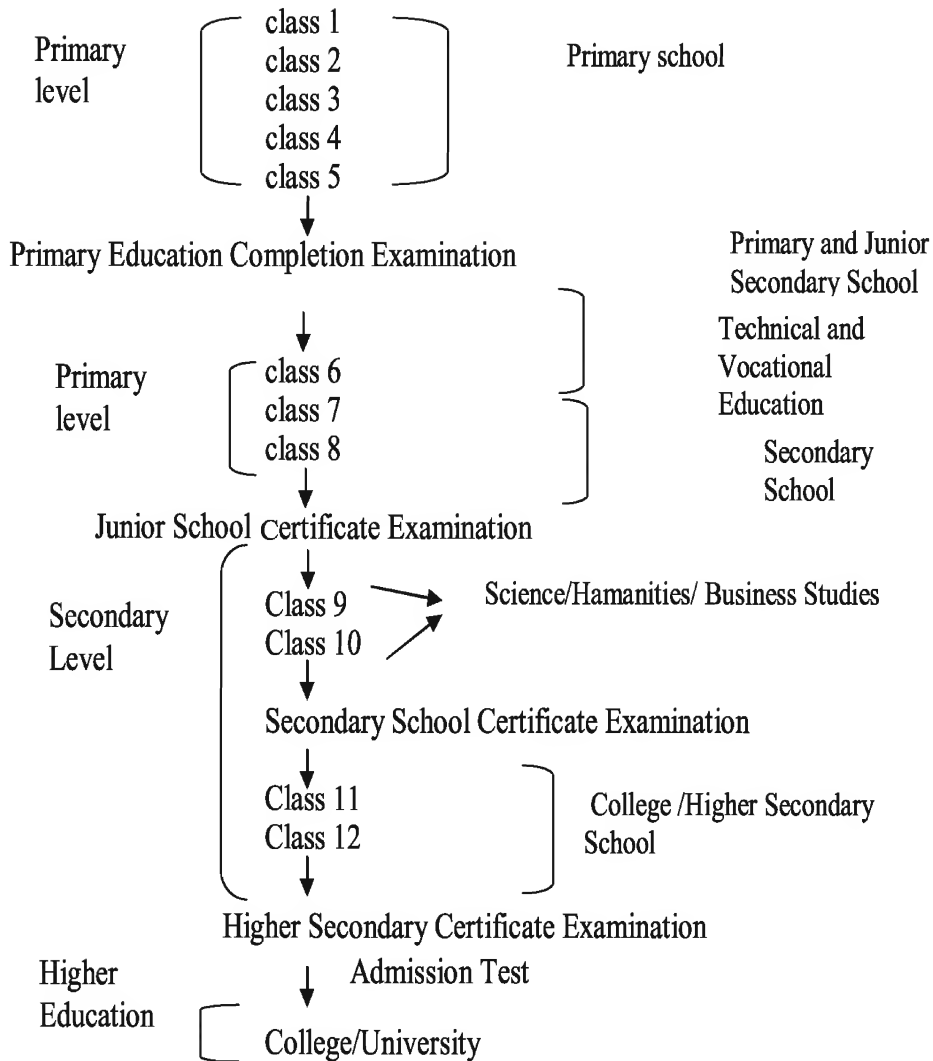 Primary
level
class 1
class 2
class 3
class 4
class 5
Primary school
Primary Education Completion Examination
Primary and Junior
Secondary School
Technical and
Vocational
Education
Primary
level
class 6
class 7
class 8
Secondary
School
Junior School Certificate Examination
Secondary
Level
Class 9
Class 10
Science/Hamanities/ Business Studies
Secondary School Certificate Examination
Class 11
Class 12
College /Higher Secondary
School
Higher Secondary Certificate Examination
Admission Test
Higher
Education
College/University